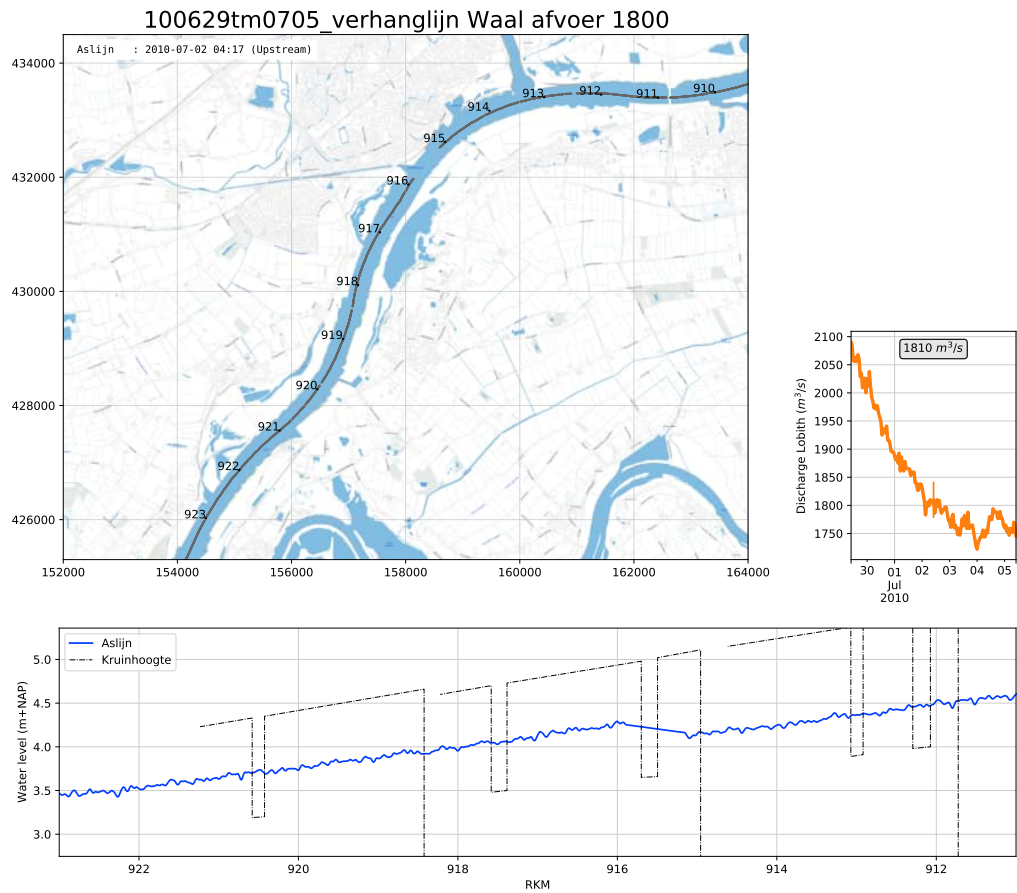 100629tm0705_verhanglijn Waal afvoer 1800
Aslijn : 2010-07-02 04:17 (Upstream)
434000
432000
430000
428000
426000
152000 154000 156000 158000 160000 162000 164000
910
911
912
913
914
915
916
917
918
919
920
921
922
923
1810 m³/s
Discharge Lobith (m³/s)
2100
2050
2000
1950
1900
1850
1800
1750
30 01 02 03 04 05
Jul
2010
Aslijn
Kruinhoogte
Water level (m+NAP)
5.0
4.5
4.0
3.5
3.0
922 920 918 916 914 912
RKM